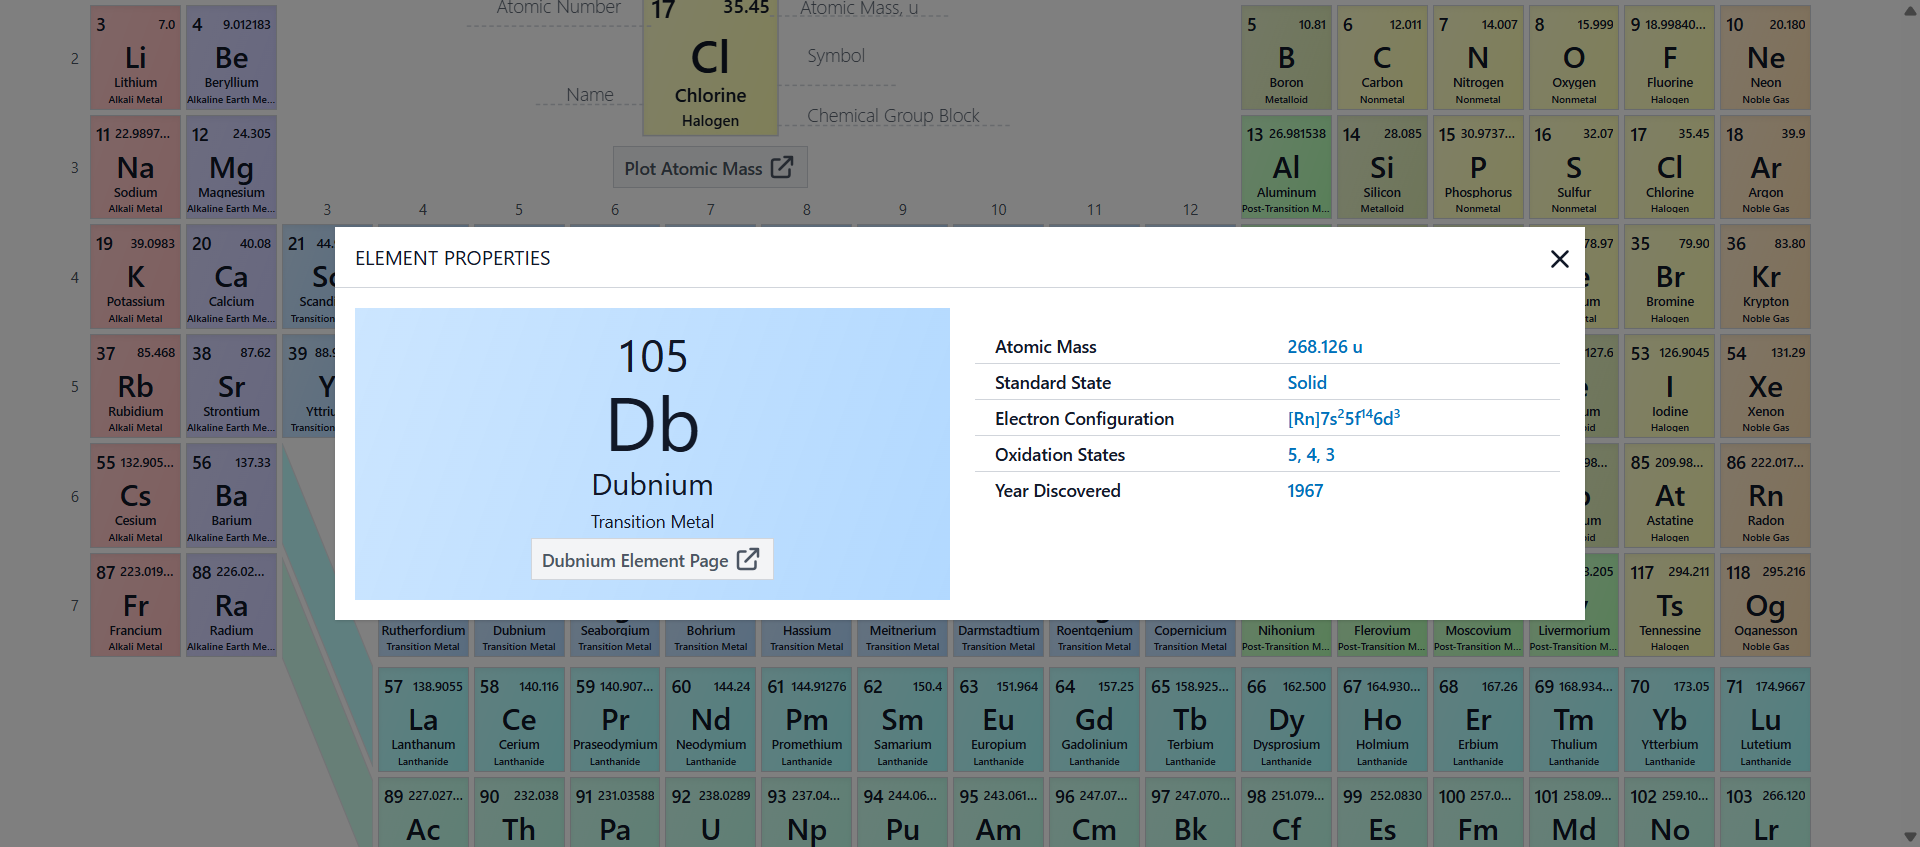 Atomic Number
17 35.45
Atomic Mass, u
Cl
Symbol
Name
Chlorine
Halogen
Chemical Group Block
Plot Atomic Mass
2
3 7.0
Li
Lithium
Alkali Metal
4 9.012183
Be
Beryllium
Alkaline Earth Me...
5 10.81
B
Boron
Metalloid
6 12.011
C
Carbon
Nonmetal
7 14.007
N
Nitrogen
Nonmetal
8 15.999
O
Oxygen
Nonmetal
9 18.99840...
F
Fluorine
Halogen
10 20.180
Ne
Neon
Noble Gas
3
11 22.9897...
Na
Sodium
Alkali Metal
12 24.305
Mg
Magnesium
Alkaline Earth Me...
13 26.981538
Al
Aluminum
Post-Transition M...
14 28.085
Si
Silicon
Metalloid
15 30.9737...
P
Phosphorus
Nonmetal
16 32.07
S
Sulfur
Nonmetal
17 35.45
Cl
Chlorine
Halogen
18 39.9
Ar
Argon
Noble Gas
3 4 5 6 7 8 9 10 11 12
4
19 39.0983
K
Potassium
Alkali Metal
20 40.08
Ca
Calcium
Alkaline Earth Me...
21 44.9
Sc
Scandi
Transition
78.97
35 79.90
Br
Bromine
Halogen
36 83.80
Kr
Krypton
Noble Gas
ELEMENT PROPERTIES
105
Db
Dubnium
Transition Metal
Dubnium Element Page
Atomic Mass 268.126 u
Standard State Solid
Electron Configuration [Rn]7s²5f¹⁴6d³
Oxidation States 5, 4, 3
Year Discovered 1967
5
37 85.468
Rb
Rubidium
Alkali Metal
38 87.62
Sr
Strontium
Alkaline Earth Me...
39 88.9
Y
Yttriu
Transition
127.6
53 126.9045
I
Iodine
Halogen
54 131.29
Xe
Xenon
Noble Gas
6
55 132.905...
Cs
Cesium
Alkali Metal
56 137.33
Ba
Barium
Alkaline Earth Me...
98...
85 209.98...
At
Astatine
Halogen
86 222.017...
Rn
Radon
Noble Gas
7
87 223.019...
Fr
Francium
Alkali Metal
88 226.02...
Ra
Radium
Alkaline Earth Me...
Rutherfordium
Transition Metal
Dubnium
Transition Metal
Seaborgium
Transition Metal
Bohrium
Transition Metal
Hassium
Transition Metal
Meitnerium
Transition Metal
Darmstadtium
Transition Metal
Roentgenium
Transition Metal
Copernicium
Transition Metal
Nihonium
Post-Transition M...
Flerovium
Post-Transition M...
Moscovium
Post-Transition M...
3.205
Livermorium
Post-Transition M...
117 294.211
Ts
Tennessine
Halogen
118 295.216
Og
Oganesson
Noble Gas
57 138.9055
La
Lanthanum
Lanthanide
58 140.116
Ce
Cerium
Lanthanide
59 140.907...
Pr
Praseodymium
Lanthanide
60 144.24
Nd
Neodymium
Lanthanide
61 144.91276
Pm
Promethium
Lanthanide
62 150.4
Sm
Samarium
Lanthanide
63 151.964
Eu
Europium
Lanthanide
64 157.25
Gd
Gadolinium
Lanthanide
65 158.925...
Tb
Terbium
Lanthanide
66 162.500
Dy
Dysprosium
Lanthanide
67 164.930...
Ho
Holmium
Lanthanide
68 167.26
Er
Erbium
Lanthanide
69 168.934...
Tm
Thulium
Lanthanide
70 173.05
Yb
Ytterbium
Lanthanide
71 174.9667
Lu
Lutetium
Lanthanide
89 227.027...
Ac
90 232.038
Th
91 231.03588
Pa
92 238.0289
U
93 237.04...
Np
94 244.06...
Pu
95 243.061...
Am
96 247.07...
Cm
97 247.070...
Bk
98 251.079...
Cf
99 252.0830
Es
100 257.0...
Fm
101 258.09...
Md
102 259.10...
No
103 266.120
Lr